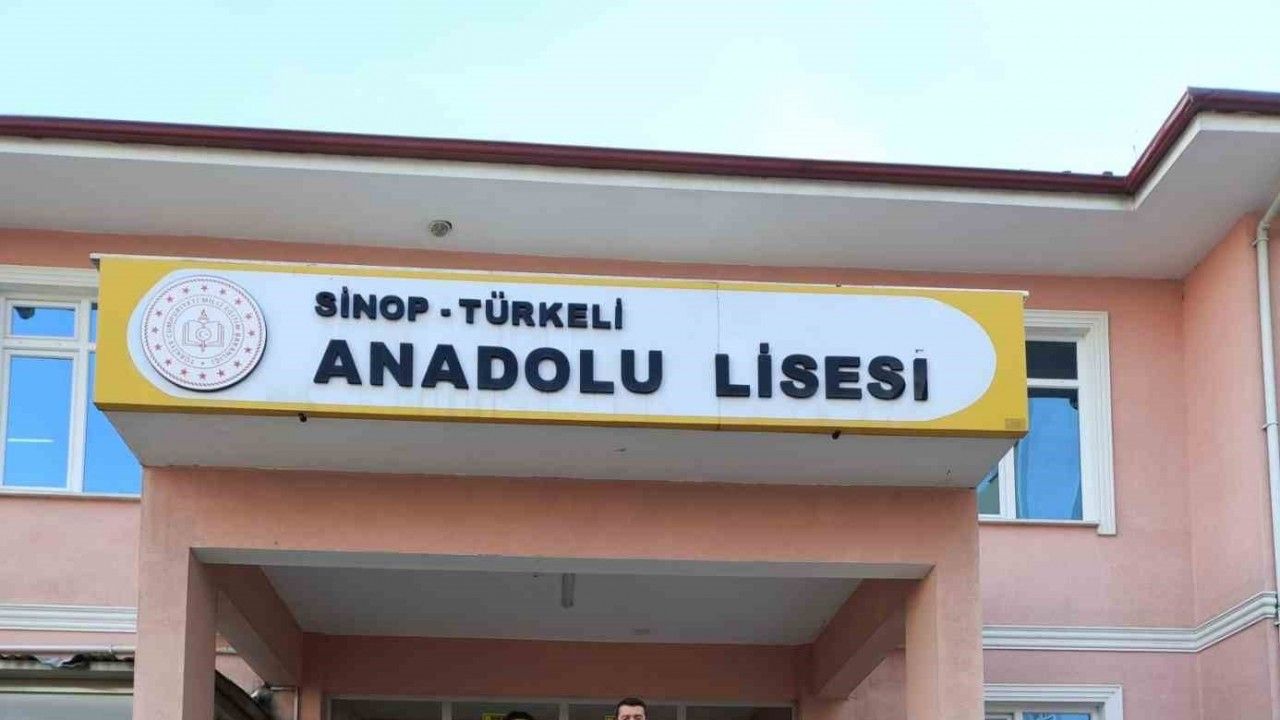 SİNOP - TÜRKELİ
ANADOLU LİSESİ